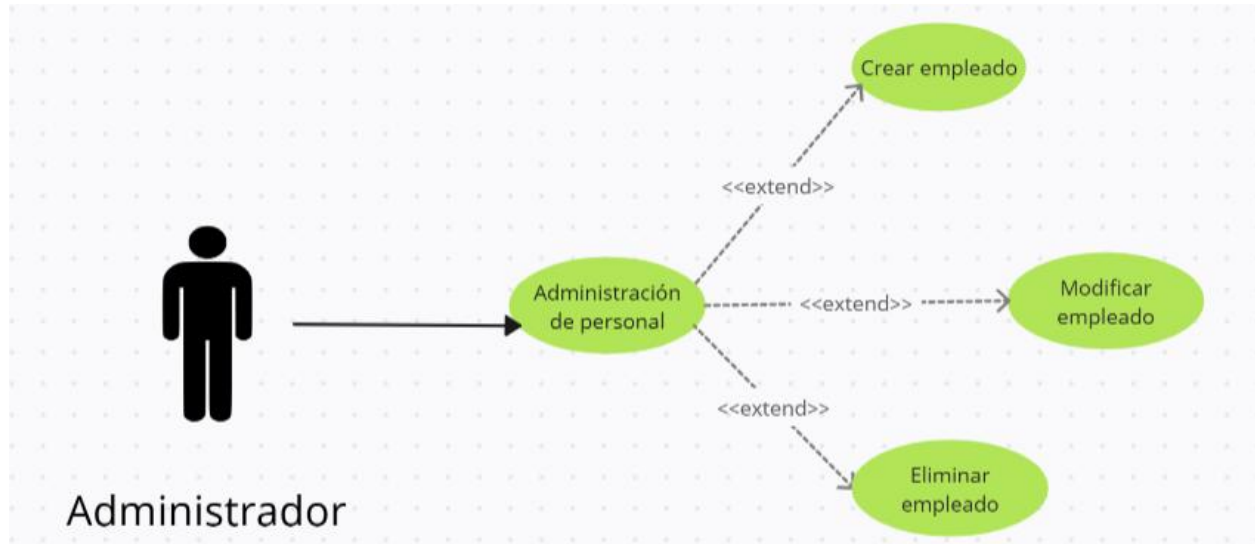 Crear empleado
<<extend>>
Administración
de personal
<<extend>>
Modificar
empleado
<<extend>>
Eliminar
empleado
Administrador